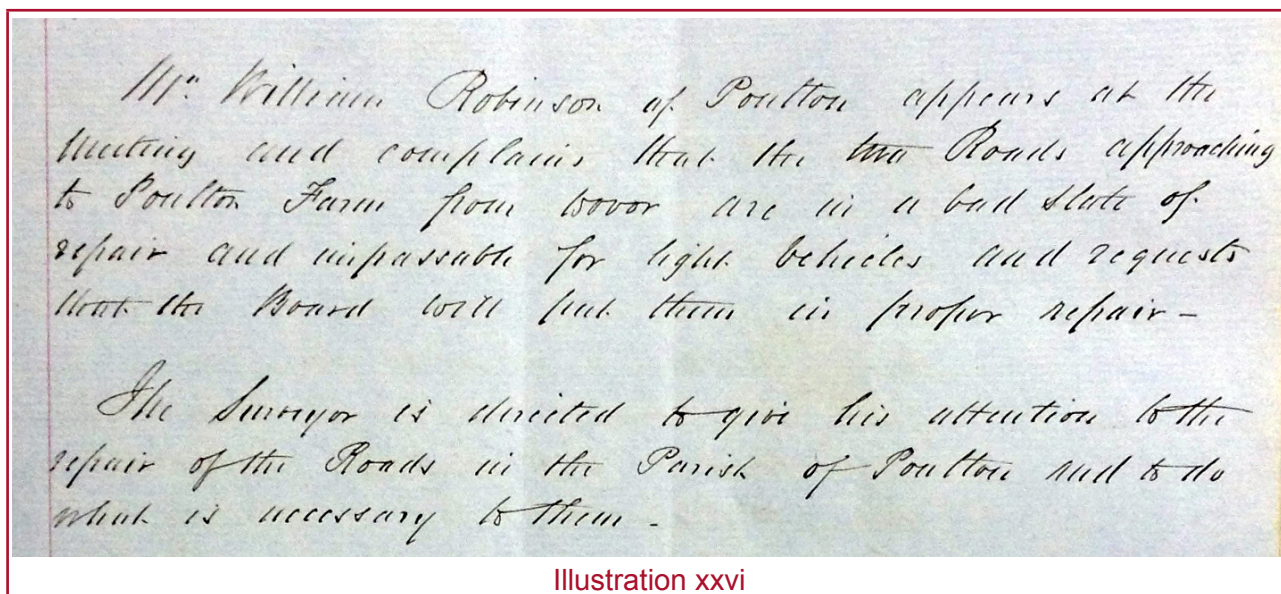 Mr. William Robinson of Poulton appears at the
Meeting and complains that the two Roads approaching
to Poulton Farm from are in a bad state of
repair and impassable for light Vehicles and requests
that the Board will put them in proper repair –
The Surveyor is directed to give his attention to the
repair of the Roads in the Parish of Poulton and to do
what is necessary to them –
Illustration xxvi